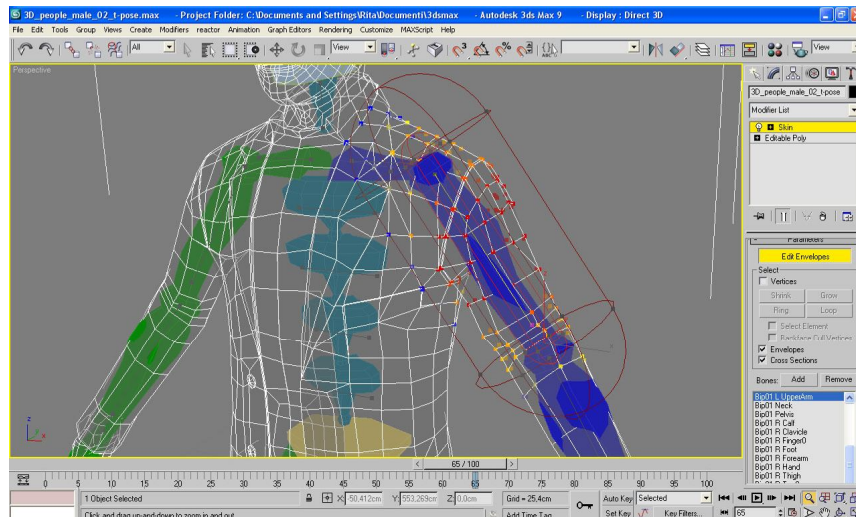 3D_people_male_02_t-pose.max - Project Folder: C:\Documents and Settings\Rita\Documenti\3dsmax - Autodesk 3ds Max 9 - Display : Direct 3D
File Edit Tools Group Views Create Modifiers reactor Animation Graph Editors Rendering Customize MAXScript Help
All View View
Perspective
3D_people_male_02_t-pose
Modifier List
Skin
Editable Poly
Parameters
Edit Envelopes
Select
Vertices
Shrink Grow
Ring Loop
Select Element
Backface Cull Vertices
Envelopes
Cross Sections
Bones: Add Remove
Bip01 L UpperArm
Bip01 Neck
Bip01 Pelvis
Bip01 R Calf
Bip01 R Clavicle
Bip01 R Finger0
Bip01 R Foot
Bip01 R Forearm
Bip01 R Hand
Bip01 R Thigh
z
x
65 / 100
0 5 10 15 20 25 30 35 40 45 50 55 60 65 70 75 80 85 90 95 100
1 Object Selected X: -50,412cm Y: 553,269cm Z: 0,0cm Grid = 25,4cm Auto Key Selected
Click and drag up-and-down to zoom in and out Add Time Tag Set Key Key Filters... 65